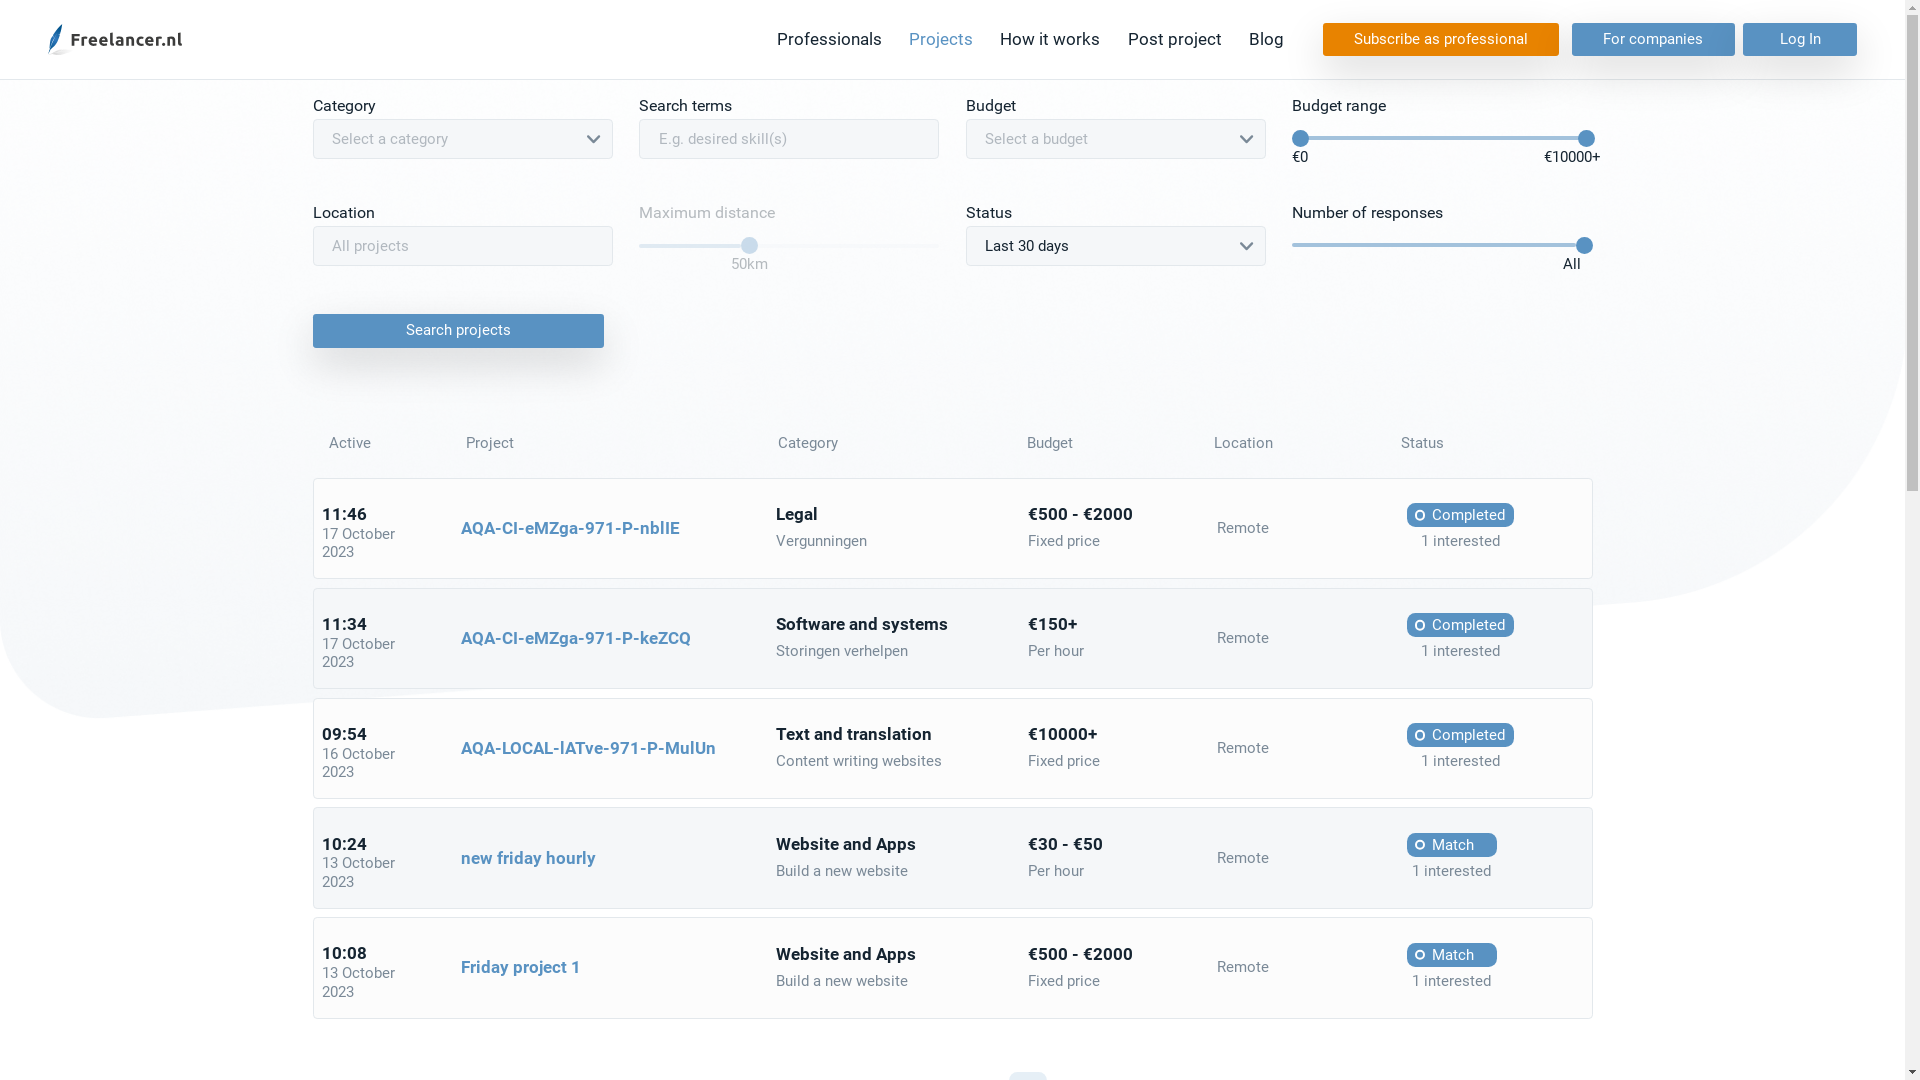 Freelancer.nl
Professionals
Projects
How it works
Post project
Blog
Subscribe as professional
For companies
Log In
Category
Search terms
Budget
Budget range
Select a category
E.g. desired skill(s)
Select a budget
€0
€10000+
Location
Maximum distance
Status
Number of responses
All projects
50km
Last 30 days
All
Search projects
Active
Project
Category
Budget
Location
Status
11:46
17 October
2023
AQA-CI-eMZga-971-P-nblIE
Legal
Vergunningen
€500 - €2000
Fixed price
Remote
Completed
1 interested
11:34
17 October
2023
AQA-CI-eMZga-971-P-keZCQ
Software and systems
Storingen verhelpen
€150+
Per hour
Remote
Completed
1 interested
09:54
16 October
2023
AQA-LOCAL-lATve-971-P-MulUn
Text and translation
Content writing websites
€10000+
Fixed price
Remote
Completed
1 interested
10:24
13 October
2023
new friday hourly
Website and Apps
Build a new website
€30 - €50
Per hour
Remote
Match
1 interested
10:08
13 October
2023
Friday project 1
Website and Apps
Build a new website
€500 - €2000
Fixed price
Remote
Match
1 interested